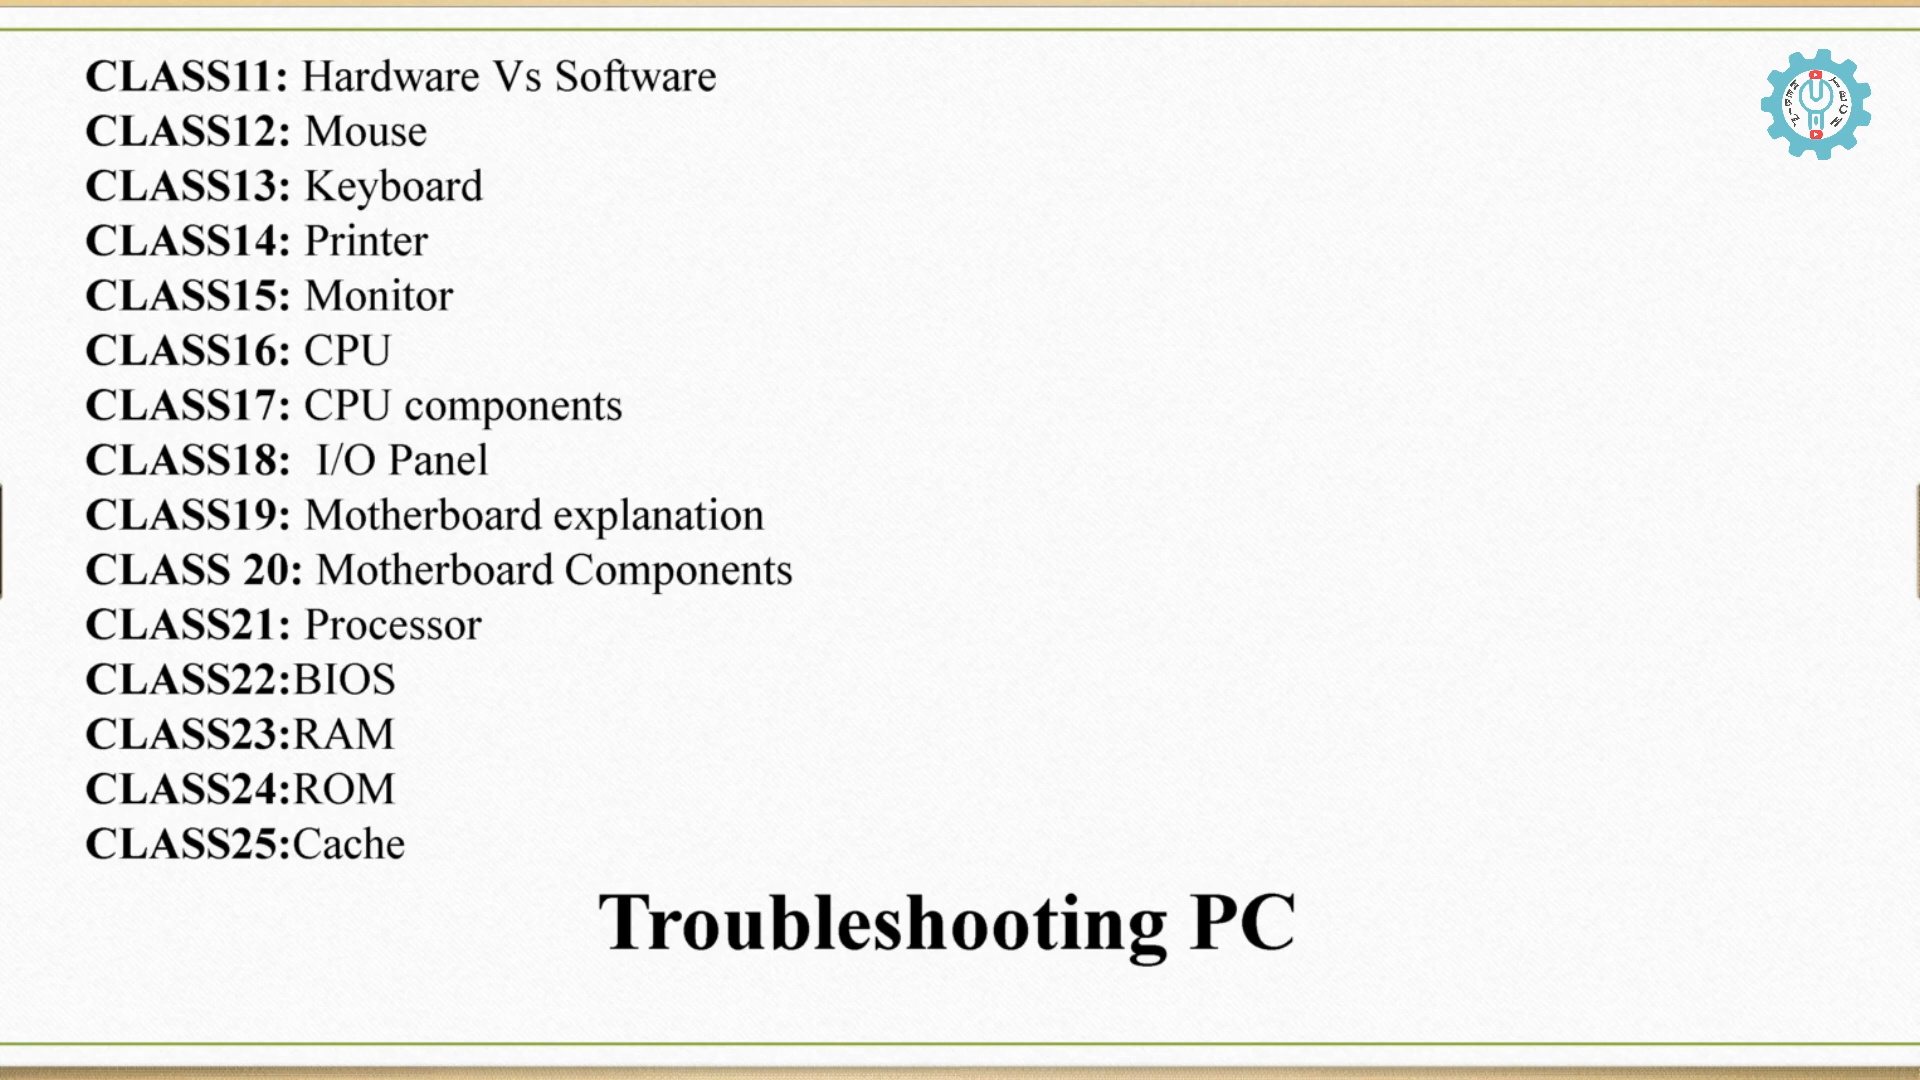 CLASS11: Hardware Vs Software
CLASS12: Mouse
CLASS13: Keyboard
CLASS14: Printer
CLASS15: Monitor
CLASS16: CPU
CLASS17: CPU components
CLASS18:  I/O Panel
CLASS19: Motherboard explanation
CLASS 20: Motherboard Components
CLASS21: Processor
CLASS22:BIOS
CLASS23:RAM
CLASS24:ROM
CLASS25:Cache
Troubleshooting PC
TECH